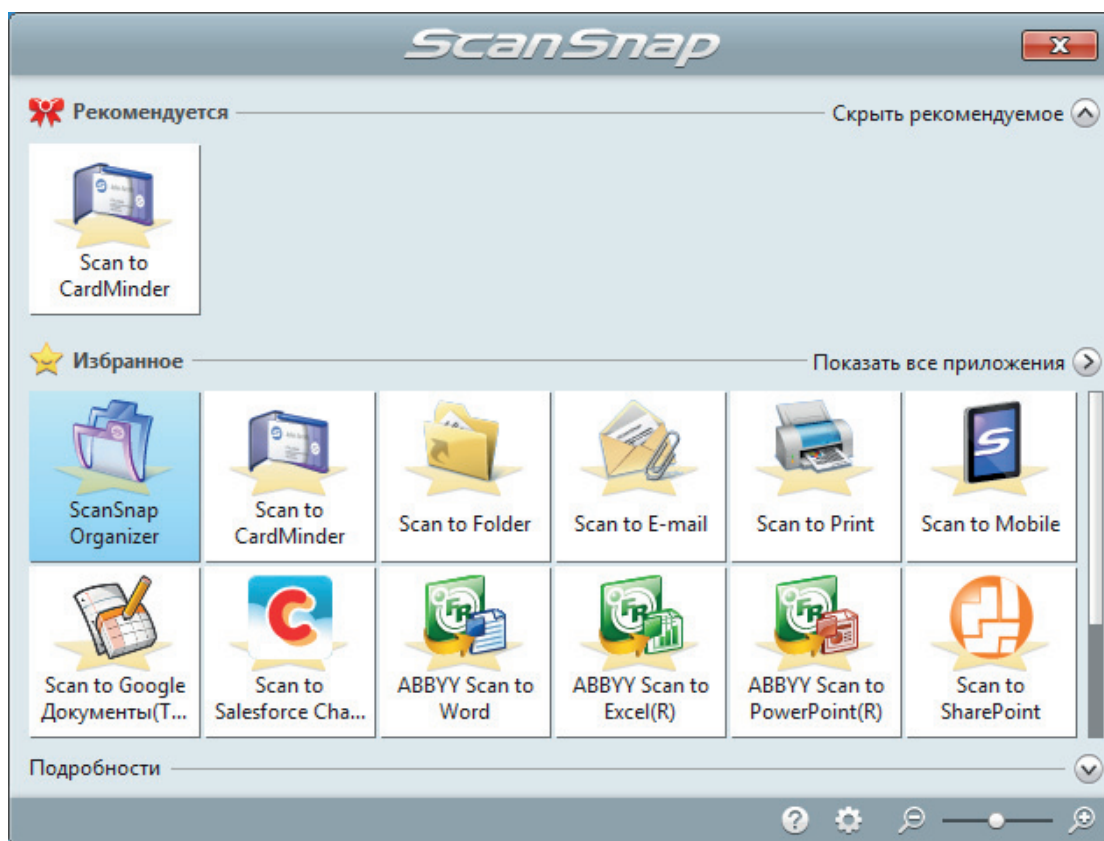 ScanSnap
Рекомендуется
Скрыть рекомендуемое
Scan to
CardMinder
Избранное
Показать все приложения
ScanSnap
Organizer
Scan to
CardMinder
Scan to Folder
Scan to E-mail
Scan to Print
Scan to Mobile
Scan to Google
Документы(T...
Scan to
Salesforce Cha...
ABBYY Scan to
Word
ABBYY Scan to
Excel(R)
ABBYY Scan to
PowerPoint(R)
Scan to
SharePoint
Подробности